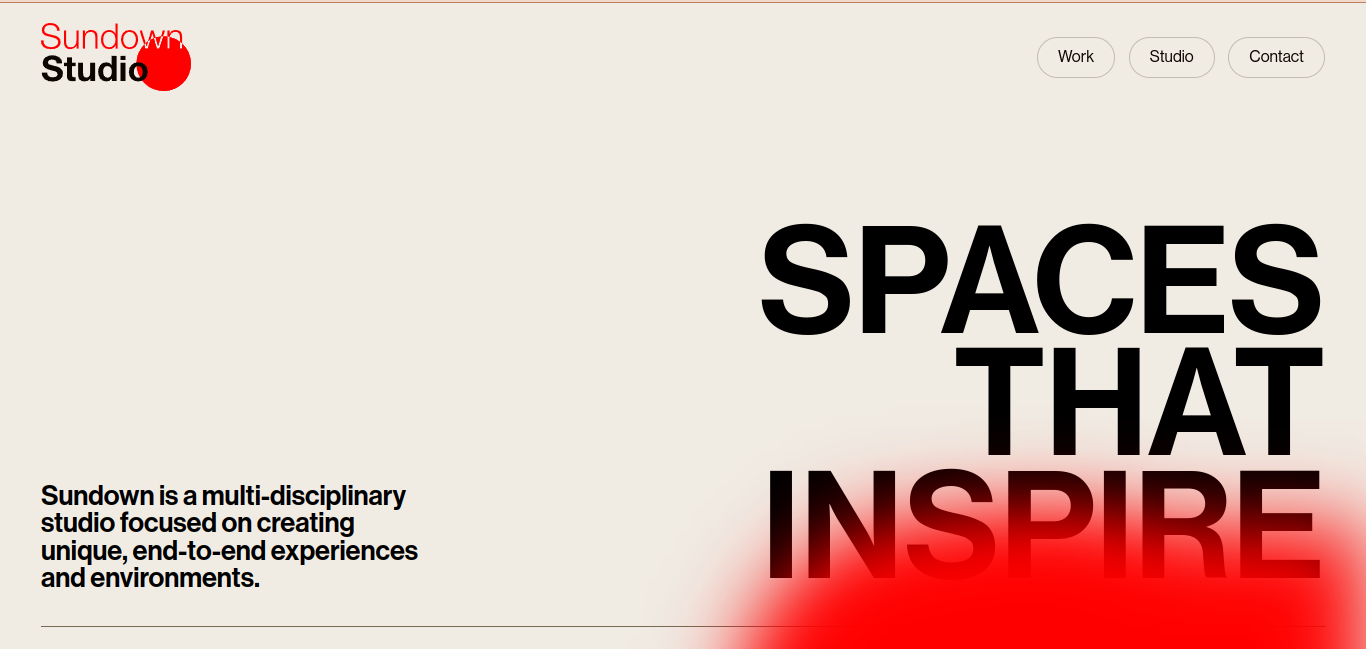 Sundown
Studio
Work
Studio
Contact
SPACES
THAT
INSPIRE
Sundown is a multi-disciplinary
studio focused on creating
unique, end-to-end experiences
and environments.